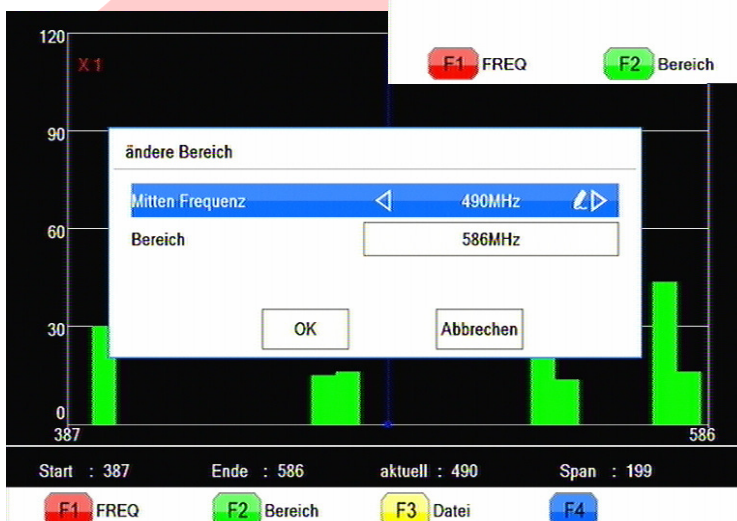 120
X 1
F1 FREQ F2 Bereich
90
ändere Bereich
Mitten Frequenz 490MHz
60
Bereich 586MHz
30
OK Abbrechen
0
387 586
Start : 387 Ende : 586 aktuell : 490 Span : 199
F1 FREQ F2 Bereich F3 Datei F4